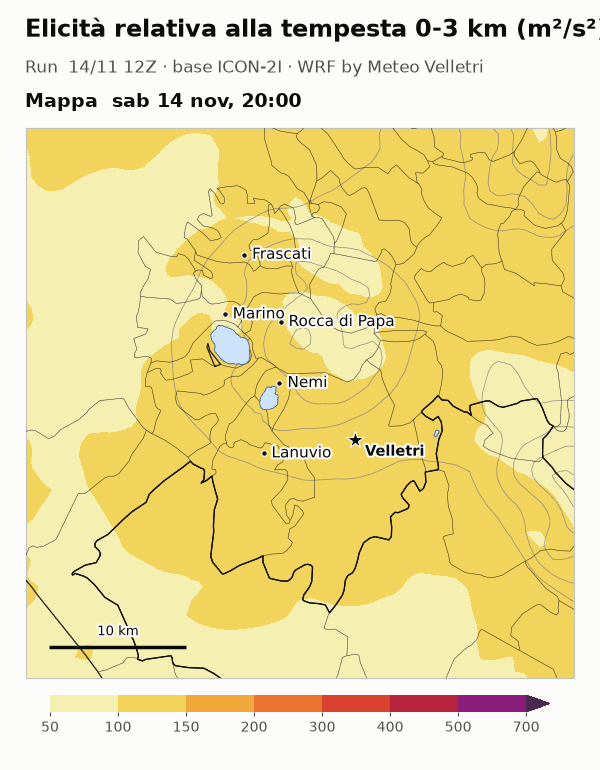 Elicità relativa alla tempesta 0-3 km (m²/s²)
Run 14/11 12Z · base ICON-2I · WRF by Meteo Velletri
Mappa sab 14 nov, 20:00
Frascati
Marino
Rocca di Papa
Nemi
Velletri
Lanuvio
10 km
50 100 150 200 300 400 500 700